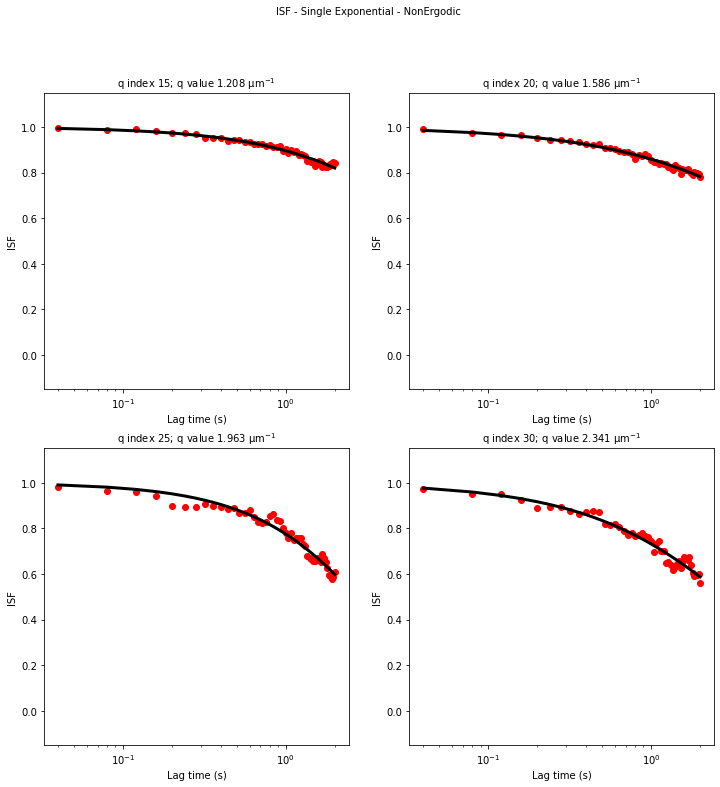 ISF - Single Exponential - NonErgodic
q index 15; q value 1.208 μm⁻¹
q index 20; q value 1.586 μm⁻¹
1.0
0.8
0.6
0.4
0.2
0.0
ISF
10⁻¹
10⁰
Lag time (s)
1.0
0.8
0.6
0.4
0.2
0.0
ISF
10⁻¹
10⁰
Lag time (s)
q index 25; q value 1.963 μm⁻¹
q index 30; q value 2.341 μm⁻¹
1.0
0.8
0.6
0.4
0.2
0.0
ISF
10⁻¹
10⁰
Lag time (s)
1.0
0.8
0.6
0.4
0.2
0.0
ISF
10⁻¹
10⁰
Lag time (s)